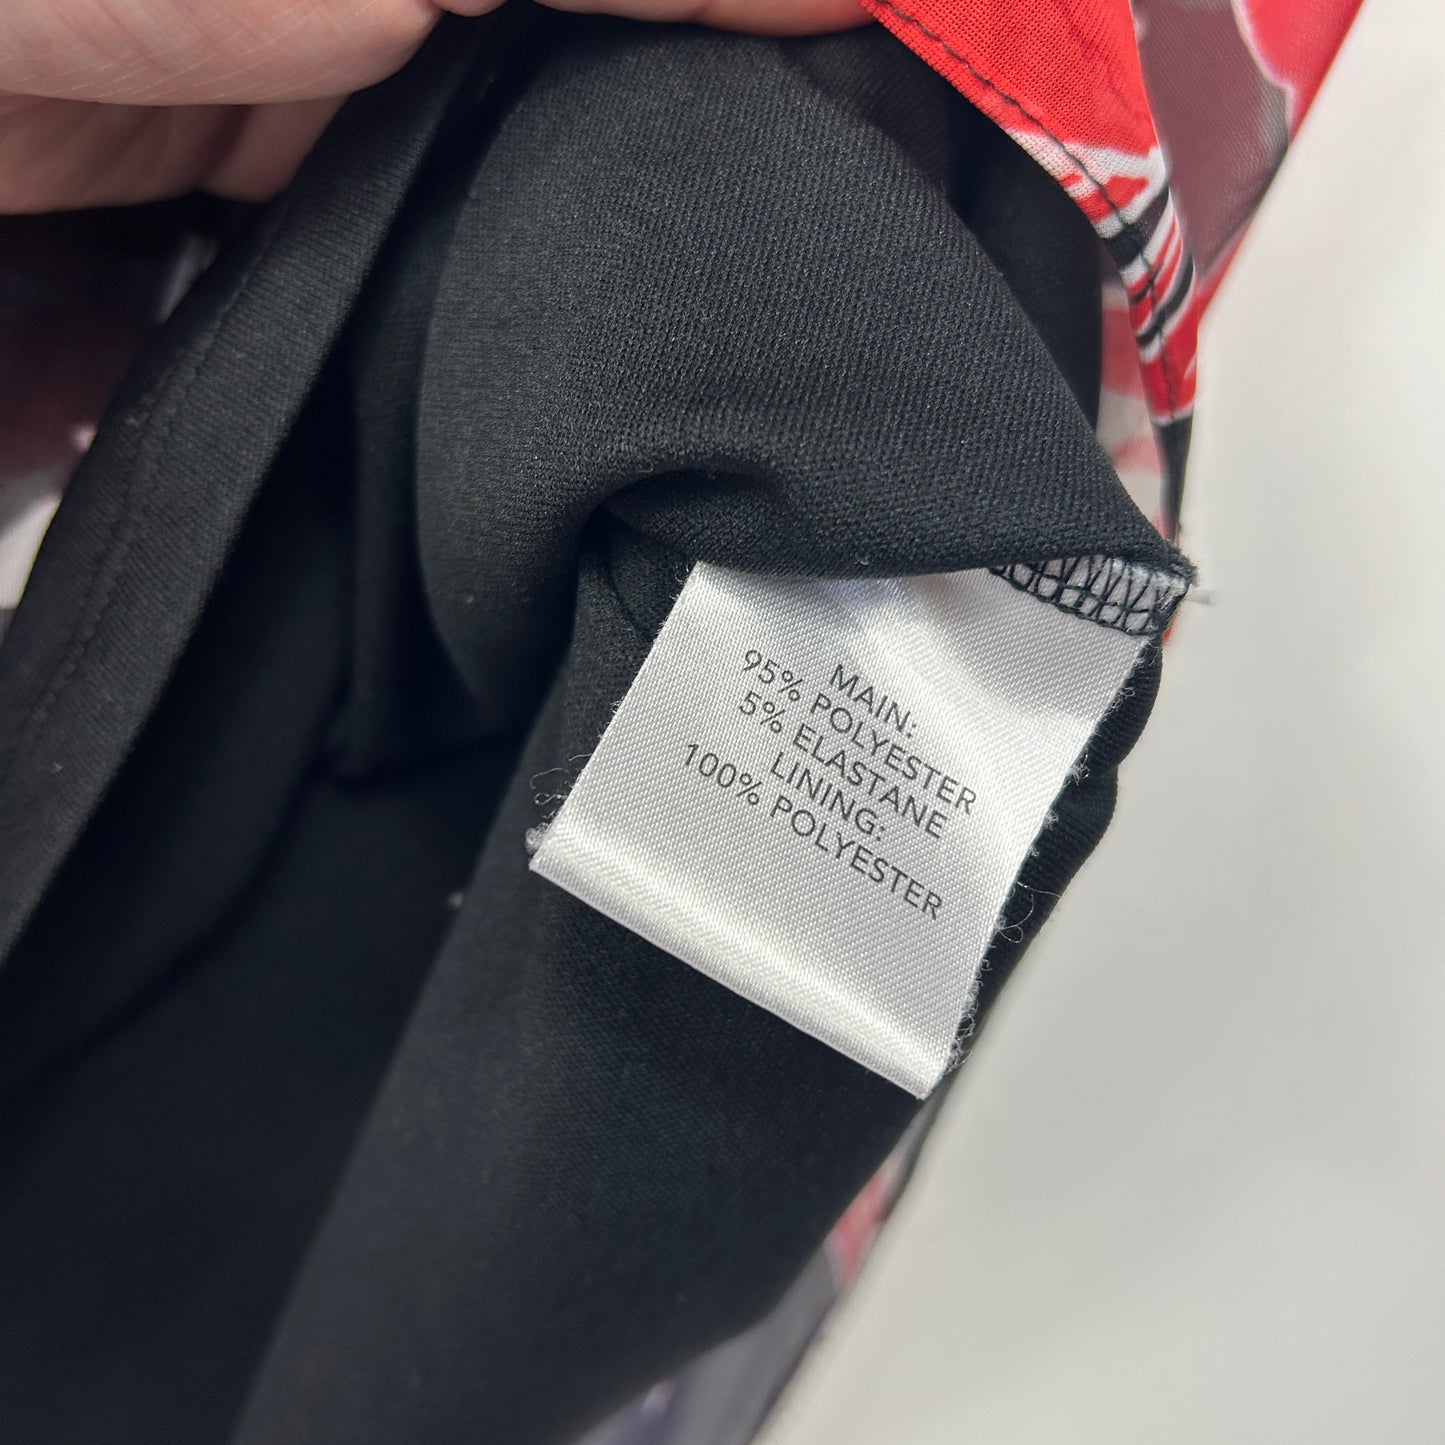 MAIN:
95% POLYESTER
5% ELASTANE
LINING:
100% POLYESTER